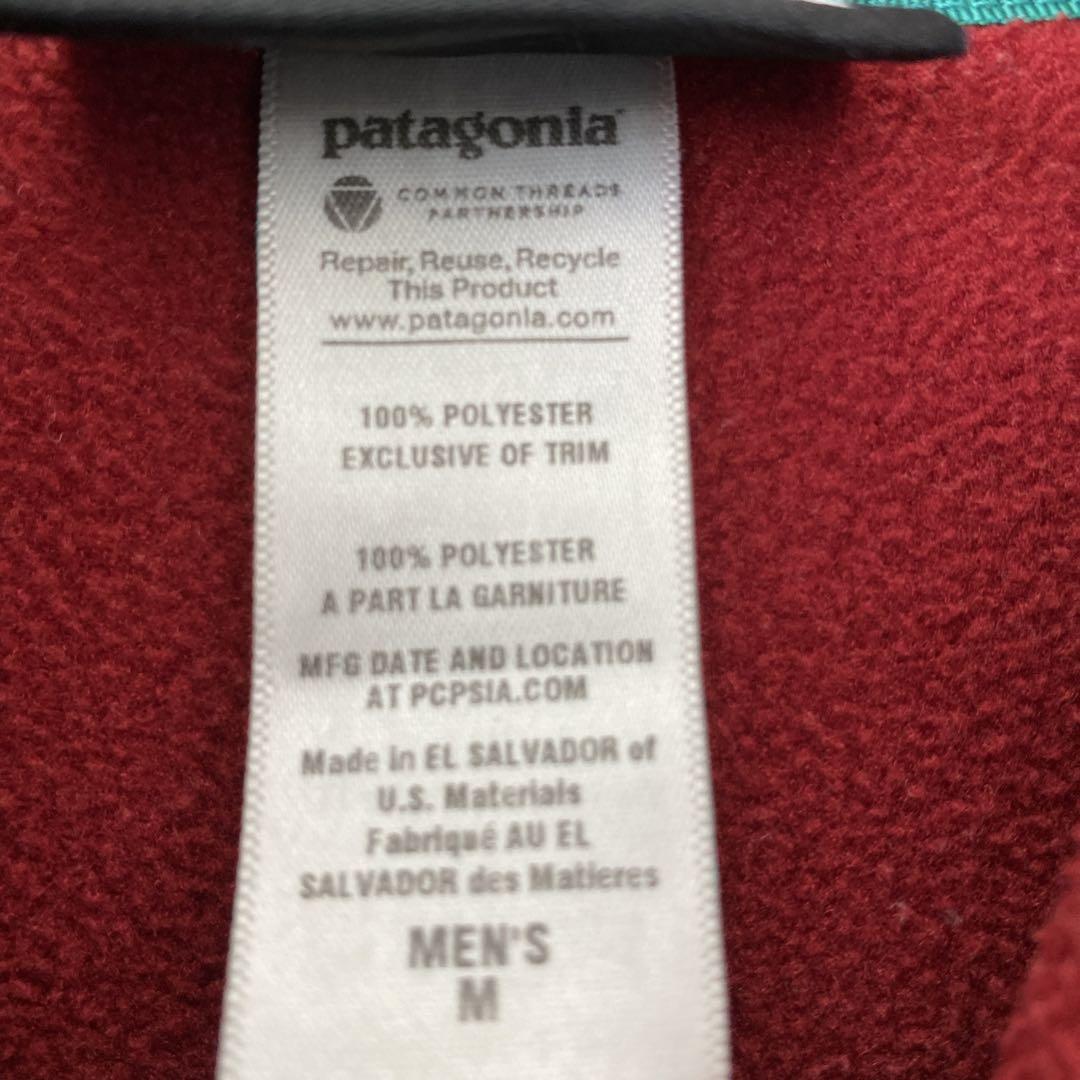 patagonia
COMMON THREADS
PARTNERSHIP
Repair, Reuse, Recycle
This Product
www.patagonia.com
100% POLYESTER
EXCLUSIVE OF TRIM
100% POLYESTER
A PART LA GARNITURE
MFG DATE AND LOCATION
AT PCPSIA.COM
Made in EL SALVADOR of
U.S. Materials
Fabriqué AU EL
SALVADOR des Matieres
MEN'S
M